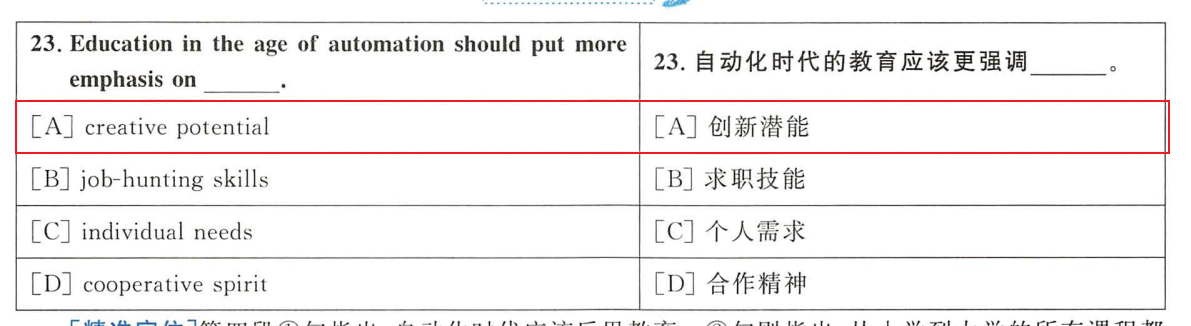 23. Education in the age of automation should put more
emphasis on ______.
23. 自动化时代的教育应该更强调______。
[A] creative potential
[A] 创新潜能
[B] job-hunting skills
[B] 求职技能
[C] individual needs
[C] 个人需求
[D] cooperative spirit
[D] 合作精神